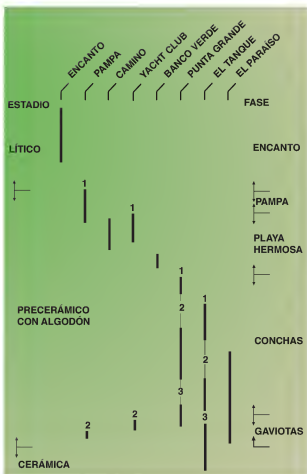 ENCANTO
PAMPA
CAMINO
YACHT CLUB
BANCO VERDE
PUNTA GRANDE
EL TANQUE
EL PARAÍSO
ESTADIO
FASE
LÍTICO
ENCANTO
1
PAMPA
1
PLAYA
HERMOSA
1
1
2
PRECERÁMICO
CON ALGODÓN
CONCHAS
2
3
3
2
2
GAVIOTAS
CERÁMICA